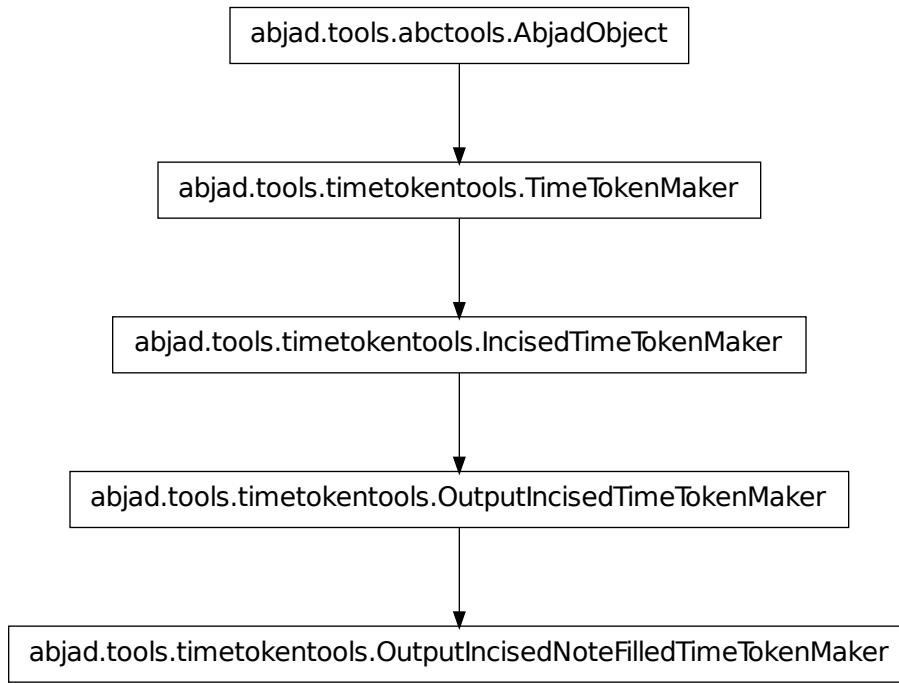 abjad.tools.abctools.AbjadObject
abjad.tools.timetokentools.TimeTokenMaker
abjad.tools.timetokentools.IncisedTimeTokenMaker
abjad.tools.timetokentools.OutputIncisedTimeTokenMaker
abjad.tools.timetokentools.OutputIncisedNoteFilledTimeTokenMaker